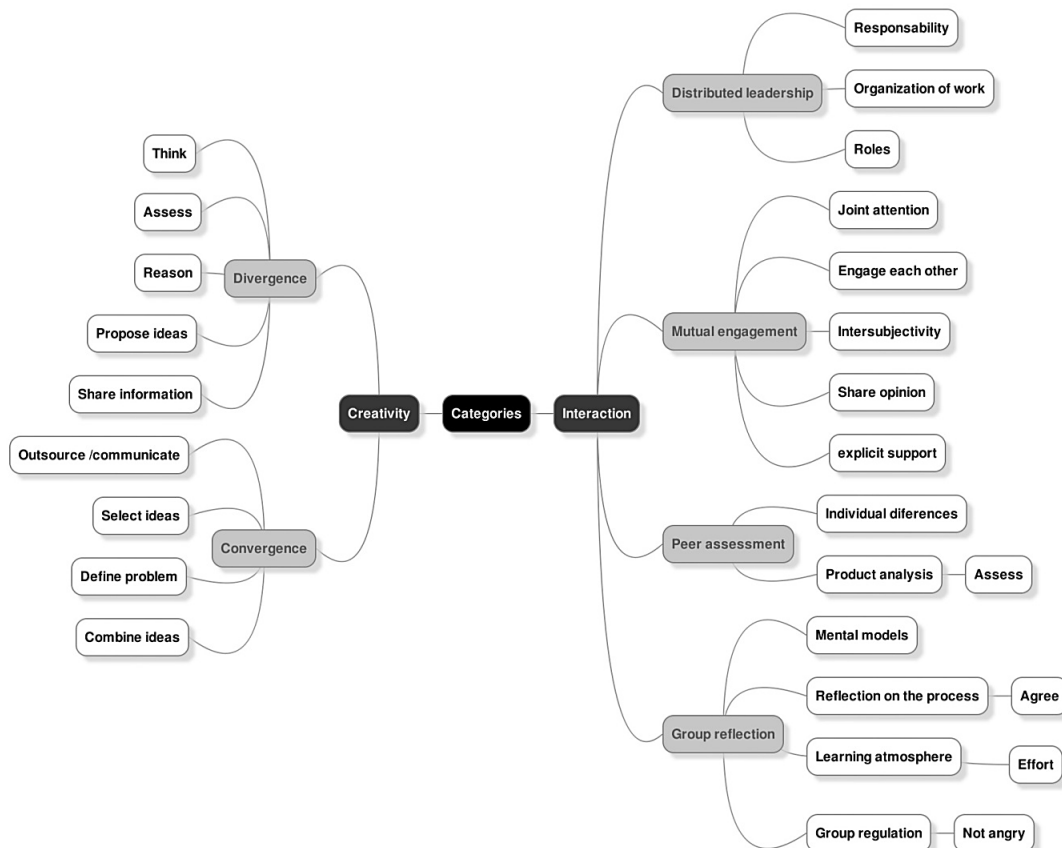 Think
Assess
Reason
Propose ideas
Share information
Divergence
Outsource /communicate
Select ideas
Define problem
Combine ideas
Convergence
Creativity
Categories
Interaction
Distributed leadership
Responsability
Organization of work
Roles
Mutual engagement
Joint attention
Engage each other
Intersubjectivity
Share opinion
explicit support
Peer assessment
Individual diferences
Product analysis
Assess
Group reflection
Mental models
Reflection on the process
Agree
Learning atmosphere
Effort
Group regulation
Not angry